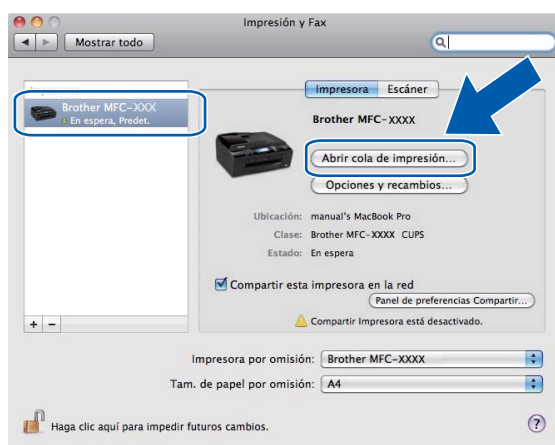 Impresión y Fax
Mostrar todo
Impresora Escáner
Brother MFC-XXX
En espera, Predet.
Brother MFC-XXXX
Abrir cola de impresión...
Opciones y recambios...
Ubicación: manual's MacBook Pro
Clase: Brother MFC-XXXX CUPS
Estado: En espera
Compartir esta impresora en la red
Panel de preferencias Compartir...
Compartir Impresora está desactivado.
+ −
Impresora por omisión: Brother MFC-XXXX
Tam. de papel por omisión: A4
Haga clic aquí para impedir futuros cambios.
?